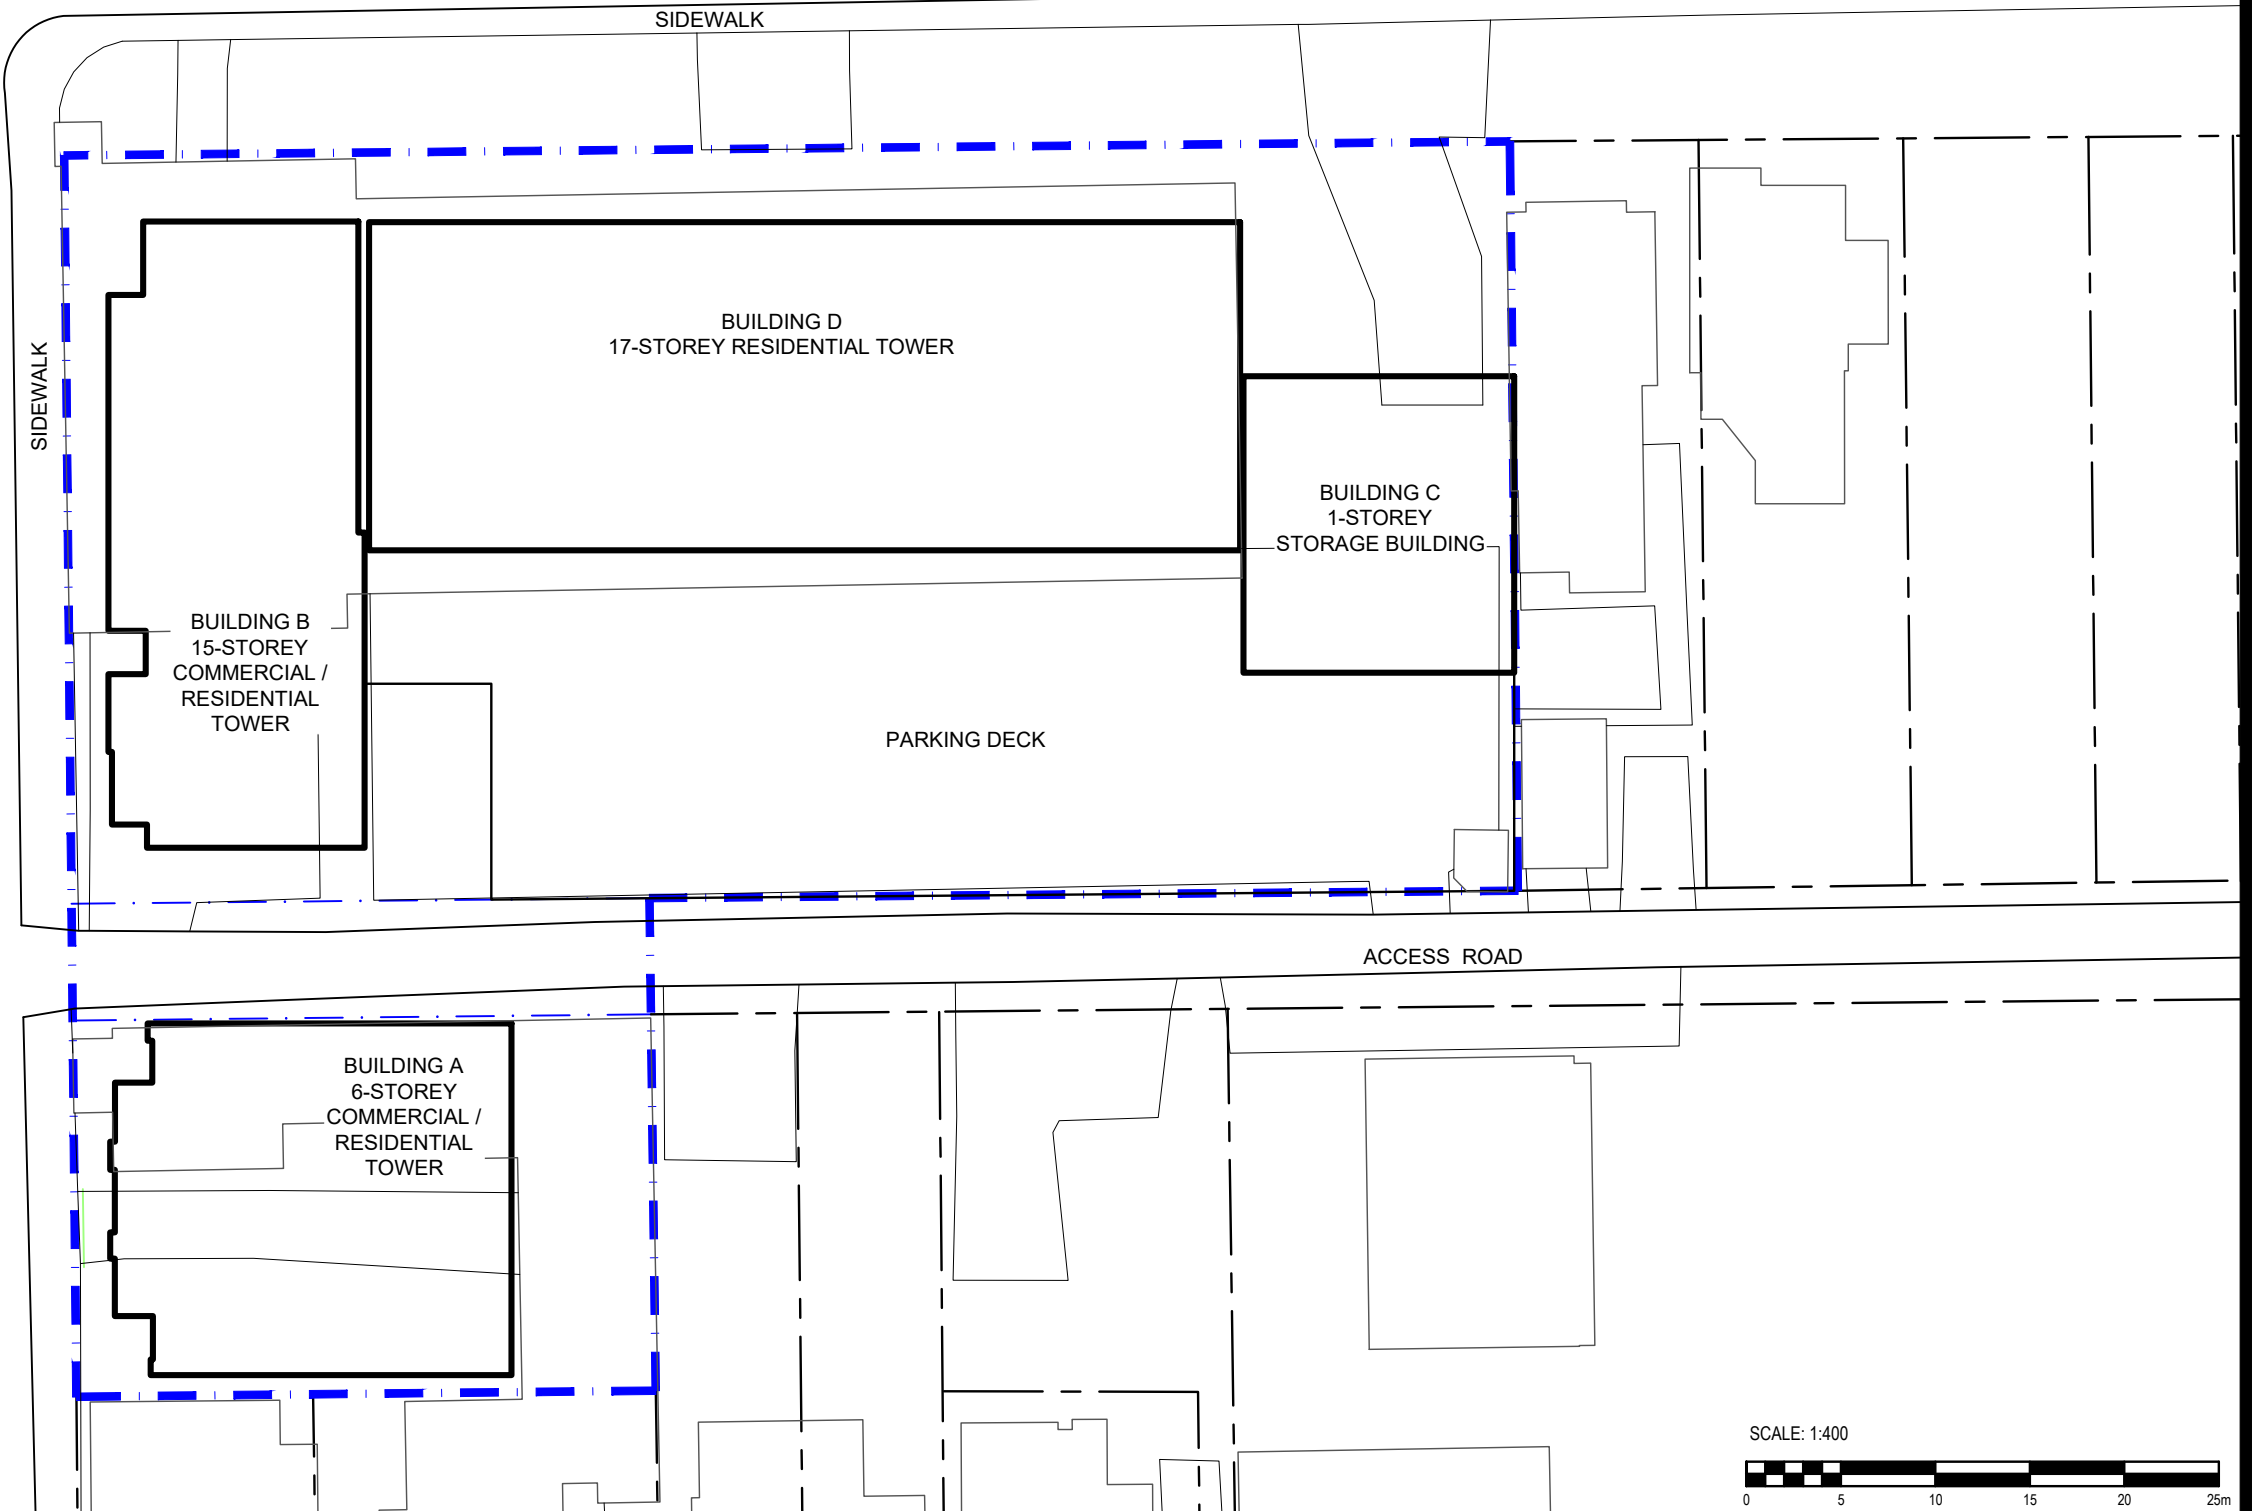 SIDEWALK
SIDEWALK
BUILDING D
17-STOREY RESIDENTIAL TOWER
BUILDING C
1-STOREY
STORAGE BUILDING
BUILDING B
15-STOREY
COMMERCIAL /
RESIDENTIAL
TOWER
PARKING DECK
ACCESS ROAD
BUILDING A
6-STOREY
COMMERCIAL /
RESIDENTIAL
TOWER
SCALE: 1:400
0 5 10 15 20 25m